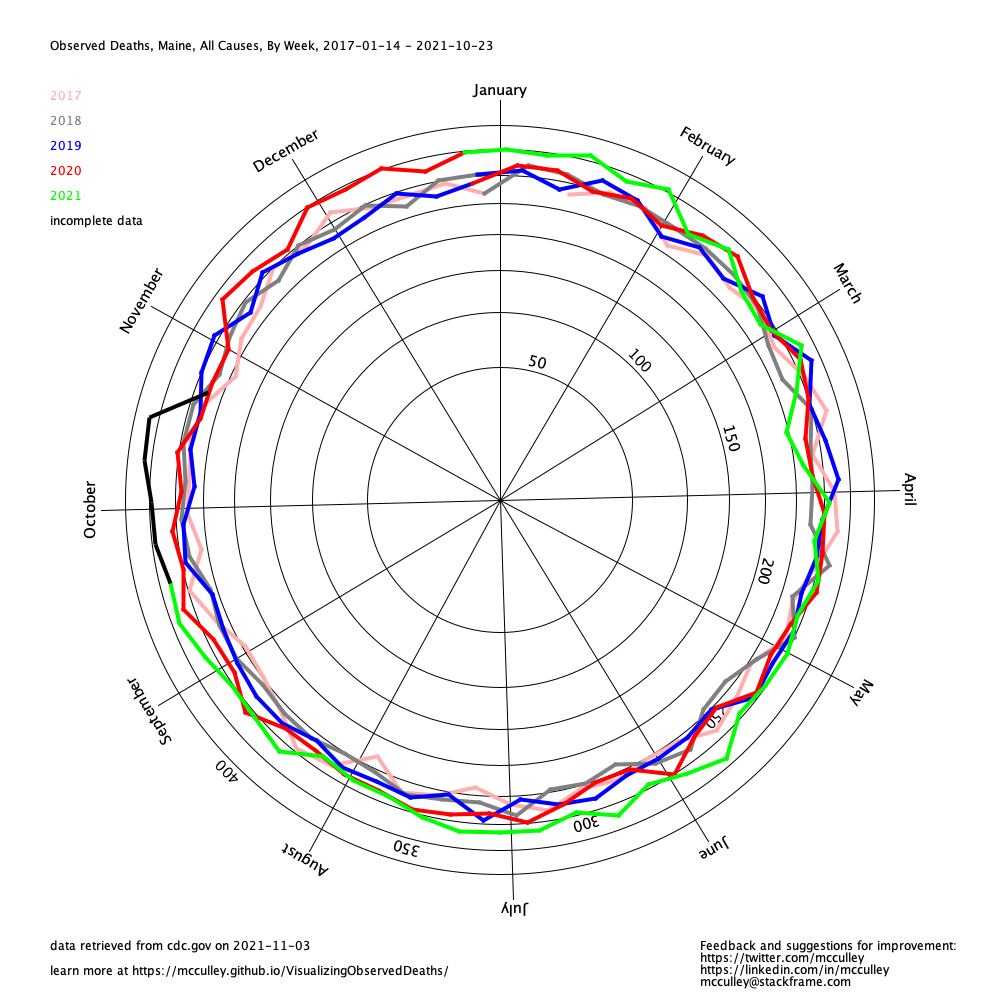 Observed Deaths, Maine, All Causes, By Week, 2017-01-14 - 2021-10-23
2017
2018
2019
2020
2021
incomplete data
January
February
March
April
May
June
July
August
September
October
November
December
50
100
150
200
250
300
350
400
data retrieved from cdc.gov on 2021-11-03
learn more at https://mcculley.github.io/VisualizingObservedDeaths/
Feedback and suggestions for improvement:
https://twitter.com/mcculley
https://linkedin.com/in/mcculley
mcculley@stackframe.com